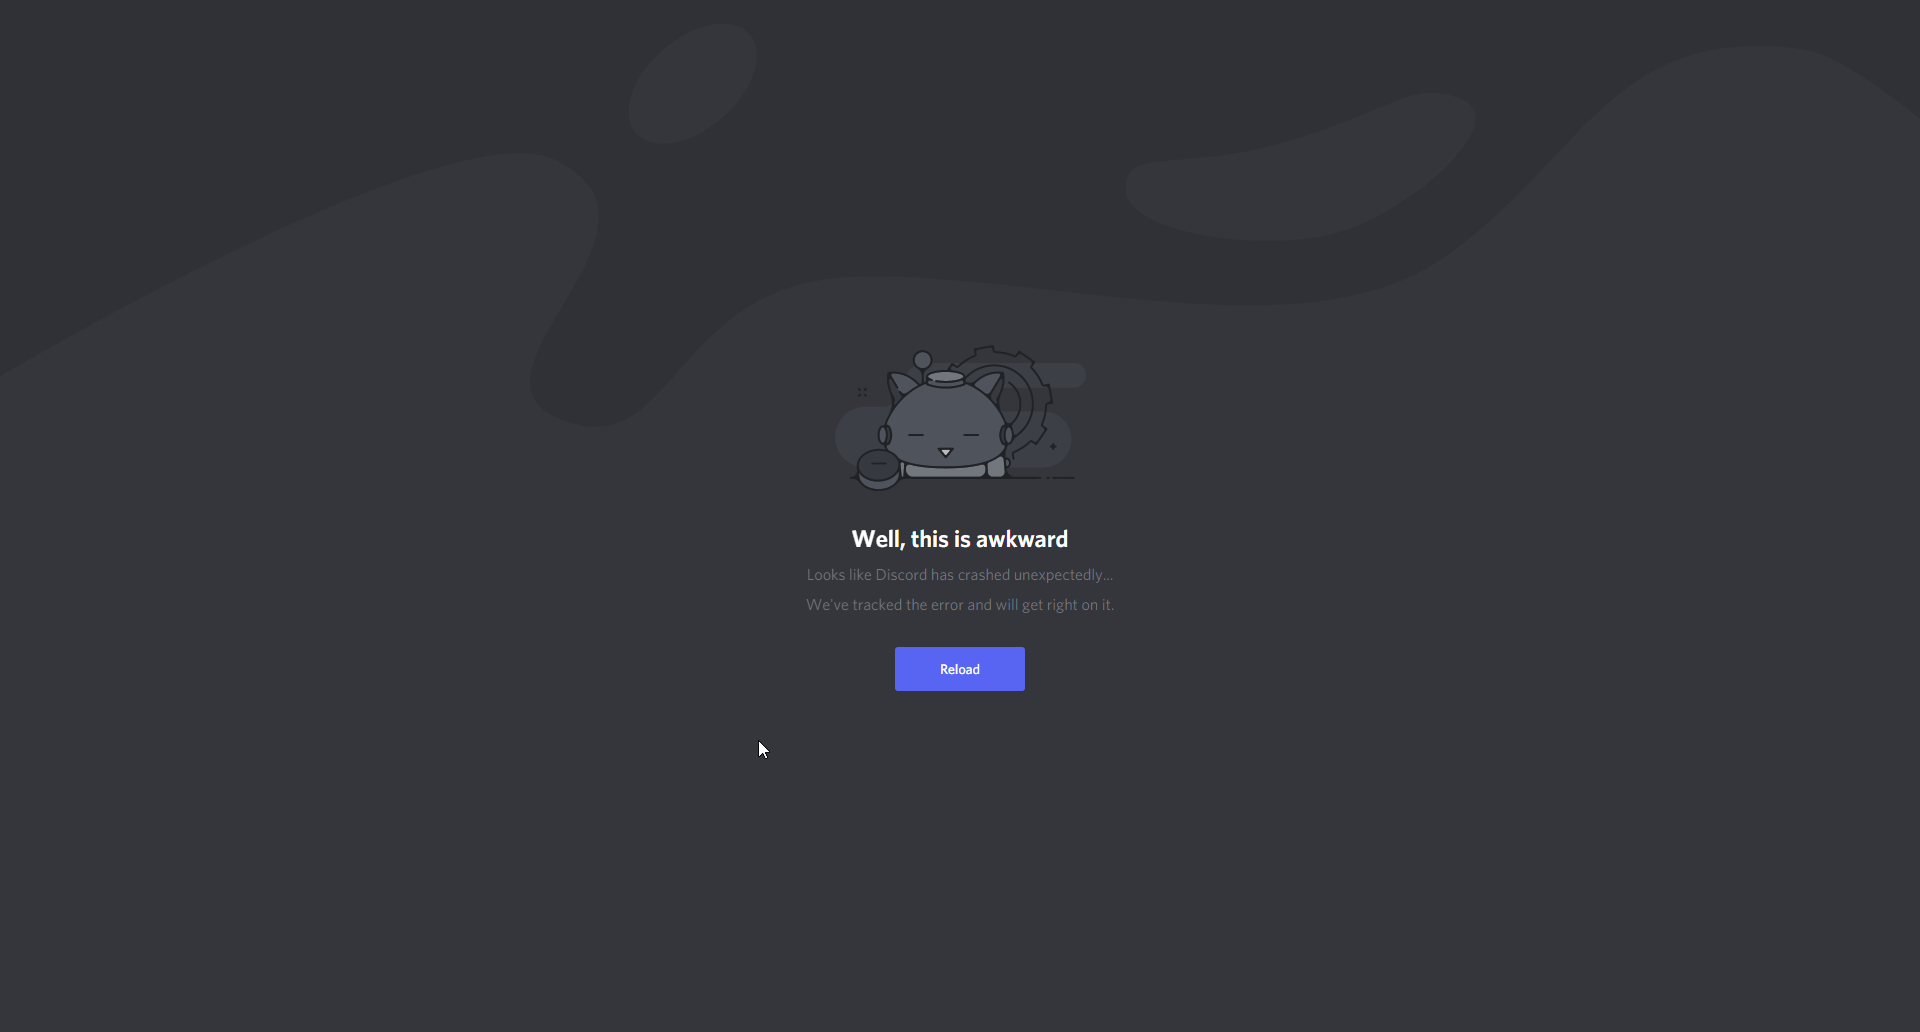 Well, this is awkward
Looks like Discord has crashed unexpectedly...
We've tracked the error and will get right on it.
Reload